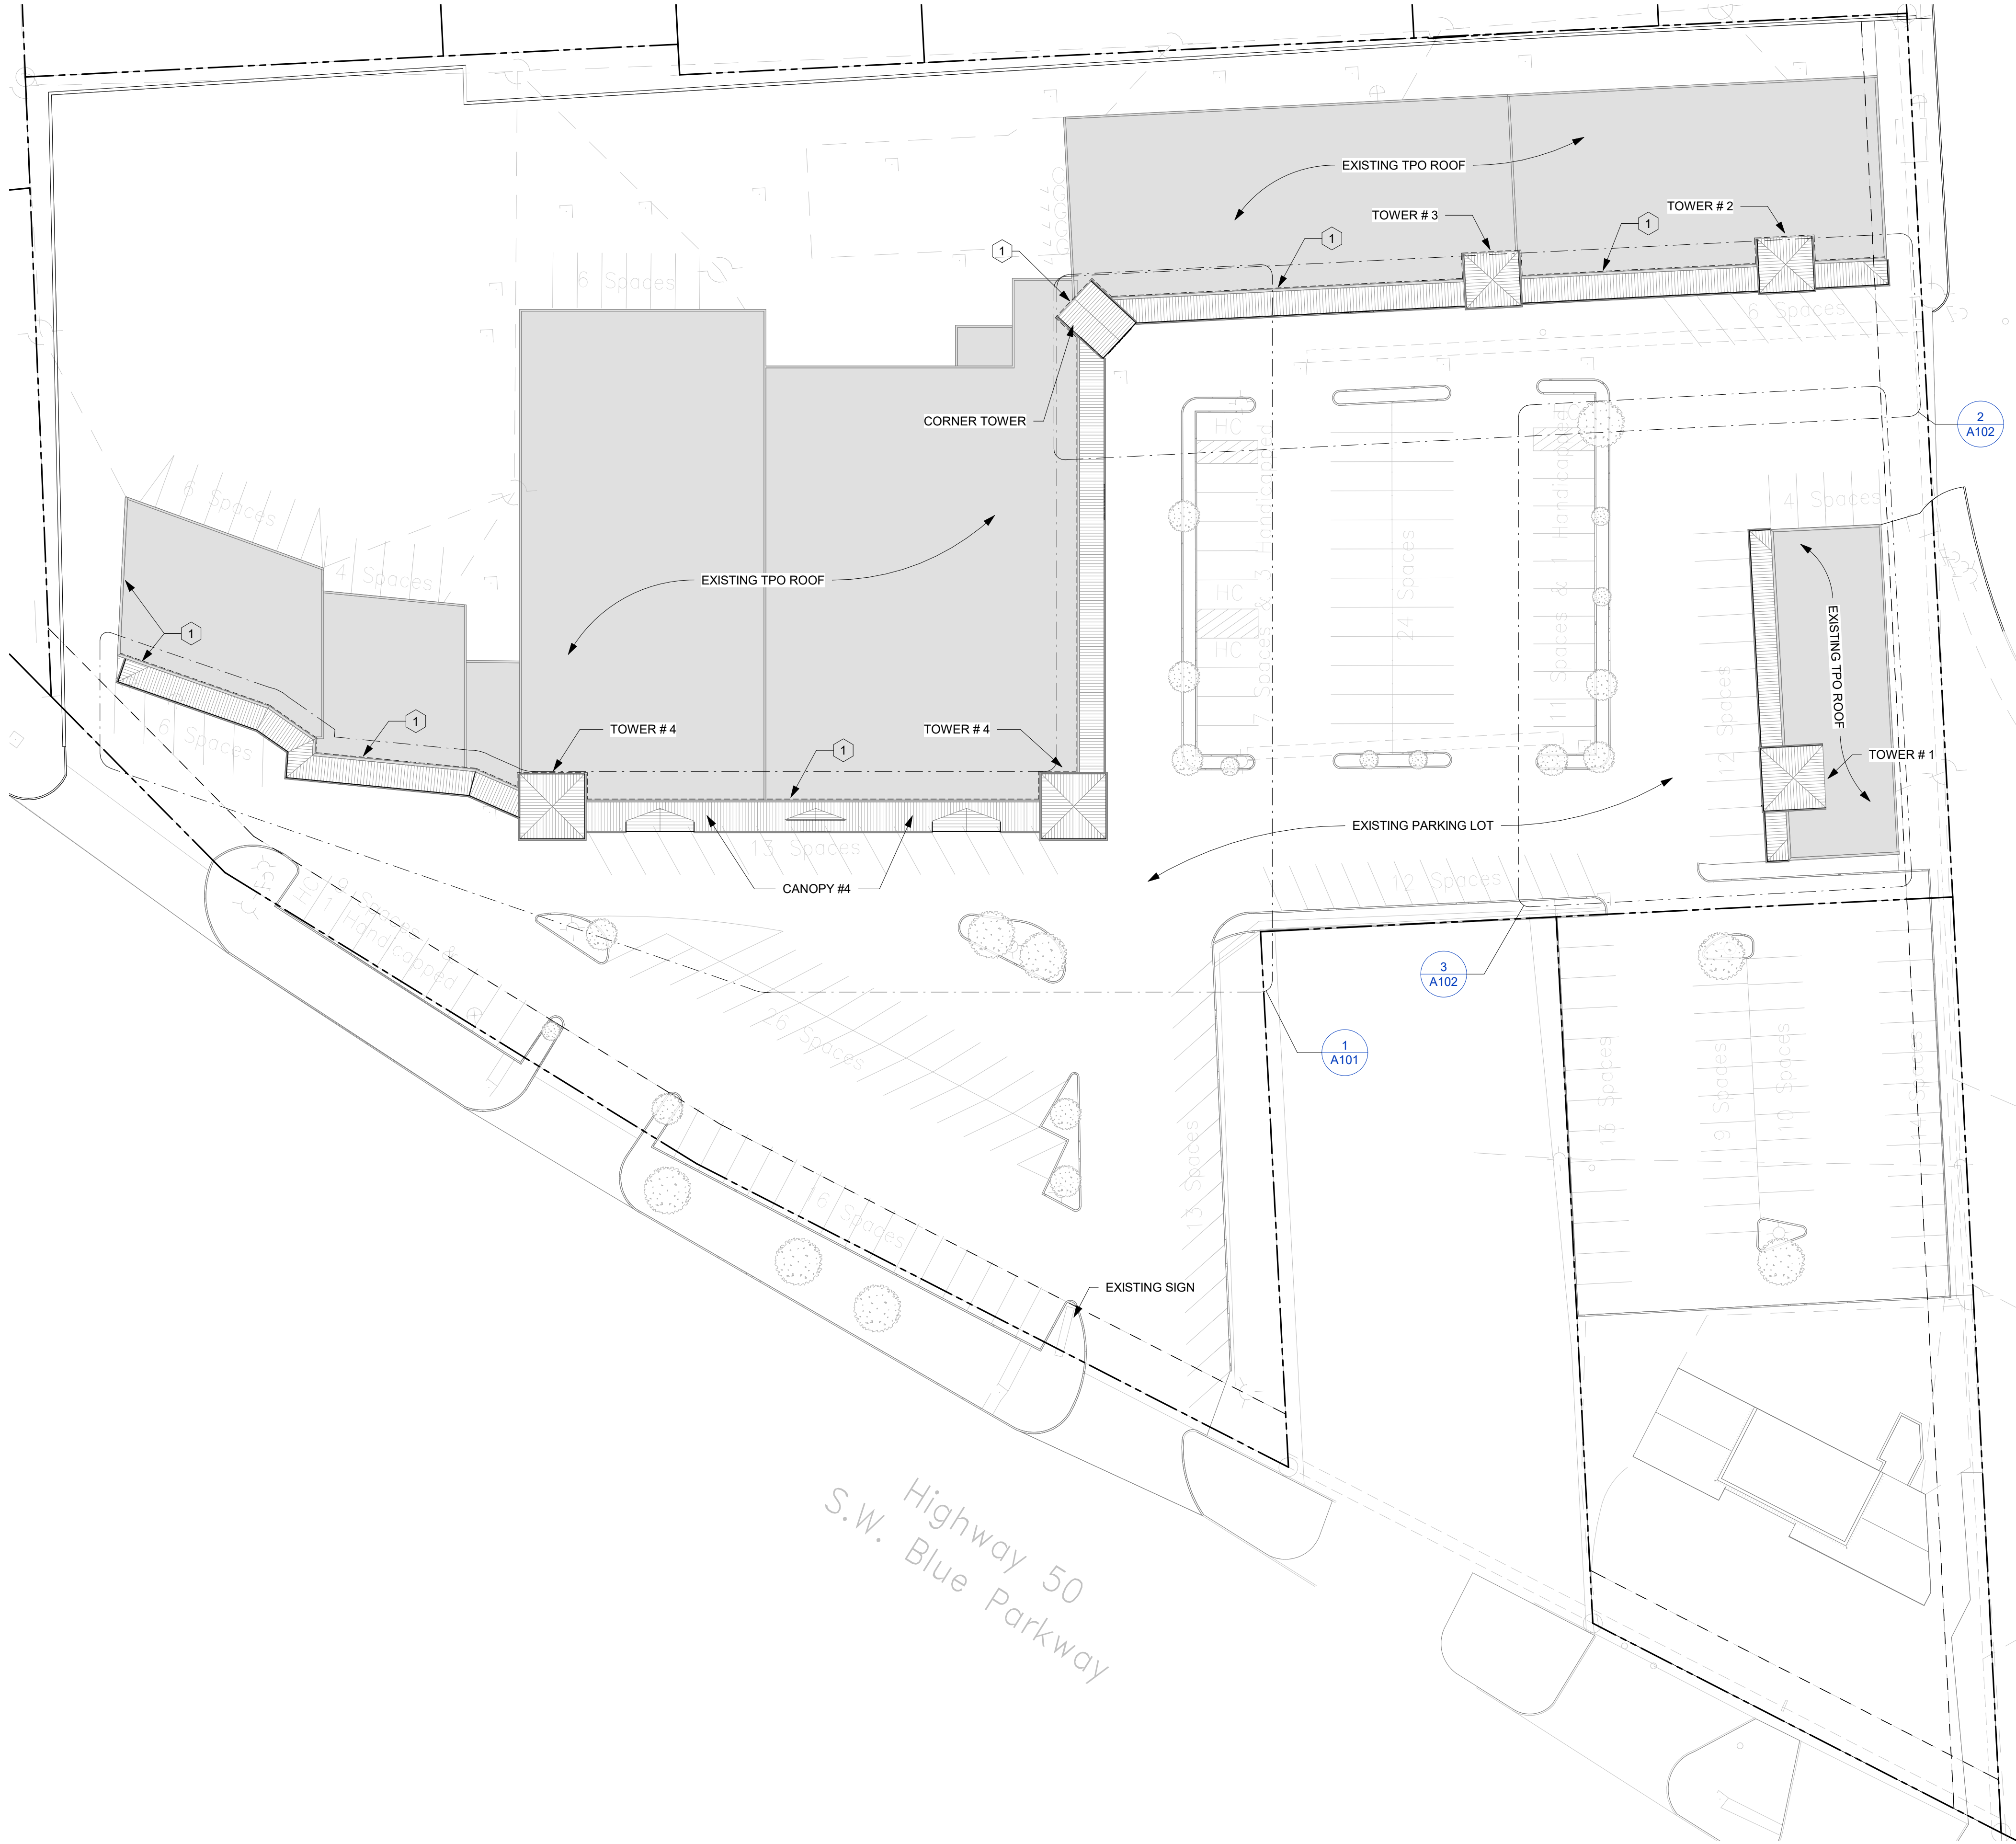 EXISTING TPO ROOF
TOWER # 3
TOWER # 2
1
1
1
6 Spaces
6 Spaces
CORNER TOWER
HC
HC
2
A102
6 Spaces
4 Spaces
4 Spaces
EXISTING TPO ROOF
7 Spaces & 3 Handicapped
24 Spaces
11 Spaces & 1 Handicapped
HC
HC
12 Spaces
EXISTING TPO ROOF
1
6 Spaces
1
TOWER # 4
1
TOWER # 4
TOWER # 1
EXISTING PARKING LOT
13 Spaces
CANOPY #4
12 Spaces
9 Spaces &
1 Handicapped
HC
3
A102
1
A101
26 Spaces
13 Spaces
13 Spaces
9 Spaces
10 Spaces
14 Spaces
16 Spaces
EXISTING SIGN
Highway 50
S.W. Blue Parkway